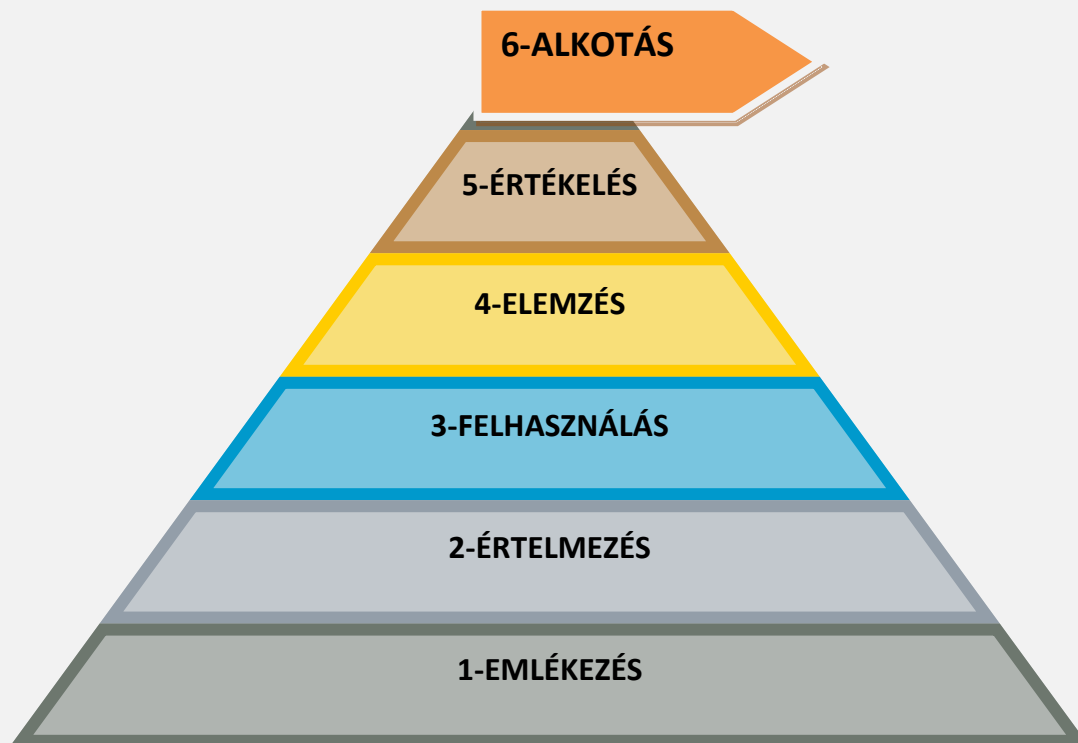 6-ALKOTÁS
5-ÉRTÉKELÉS
4-ELEMZÉS
3-FELHASZNÁLÁS
2-ÉRTELMEZÉS
1-EMLÉKEZÉS